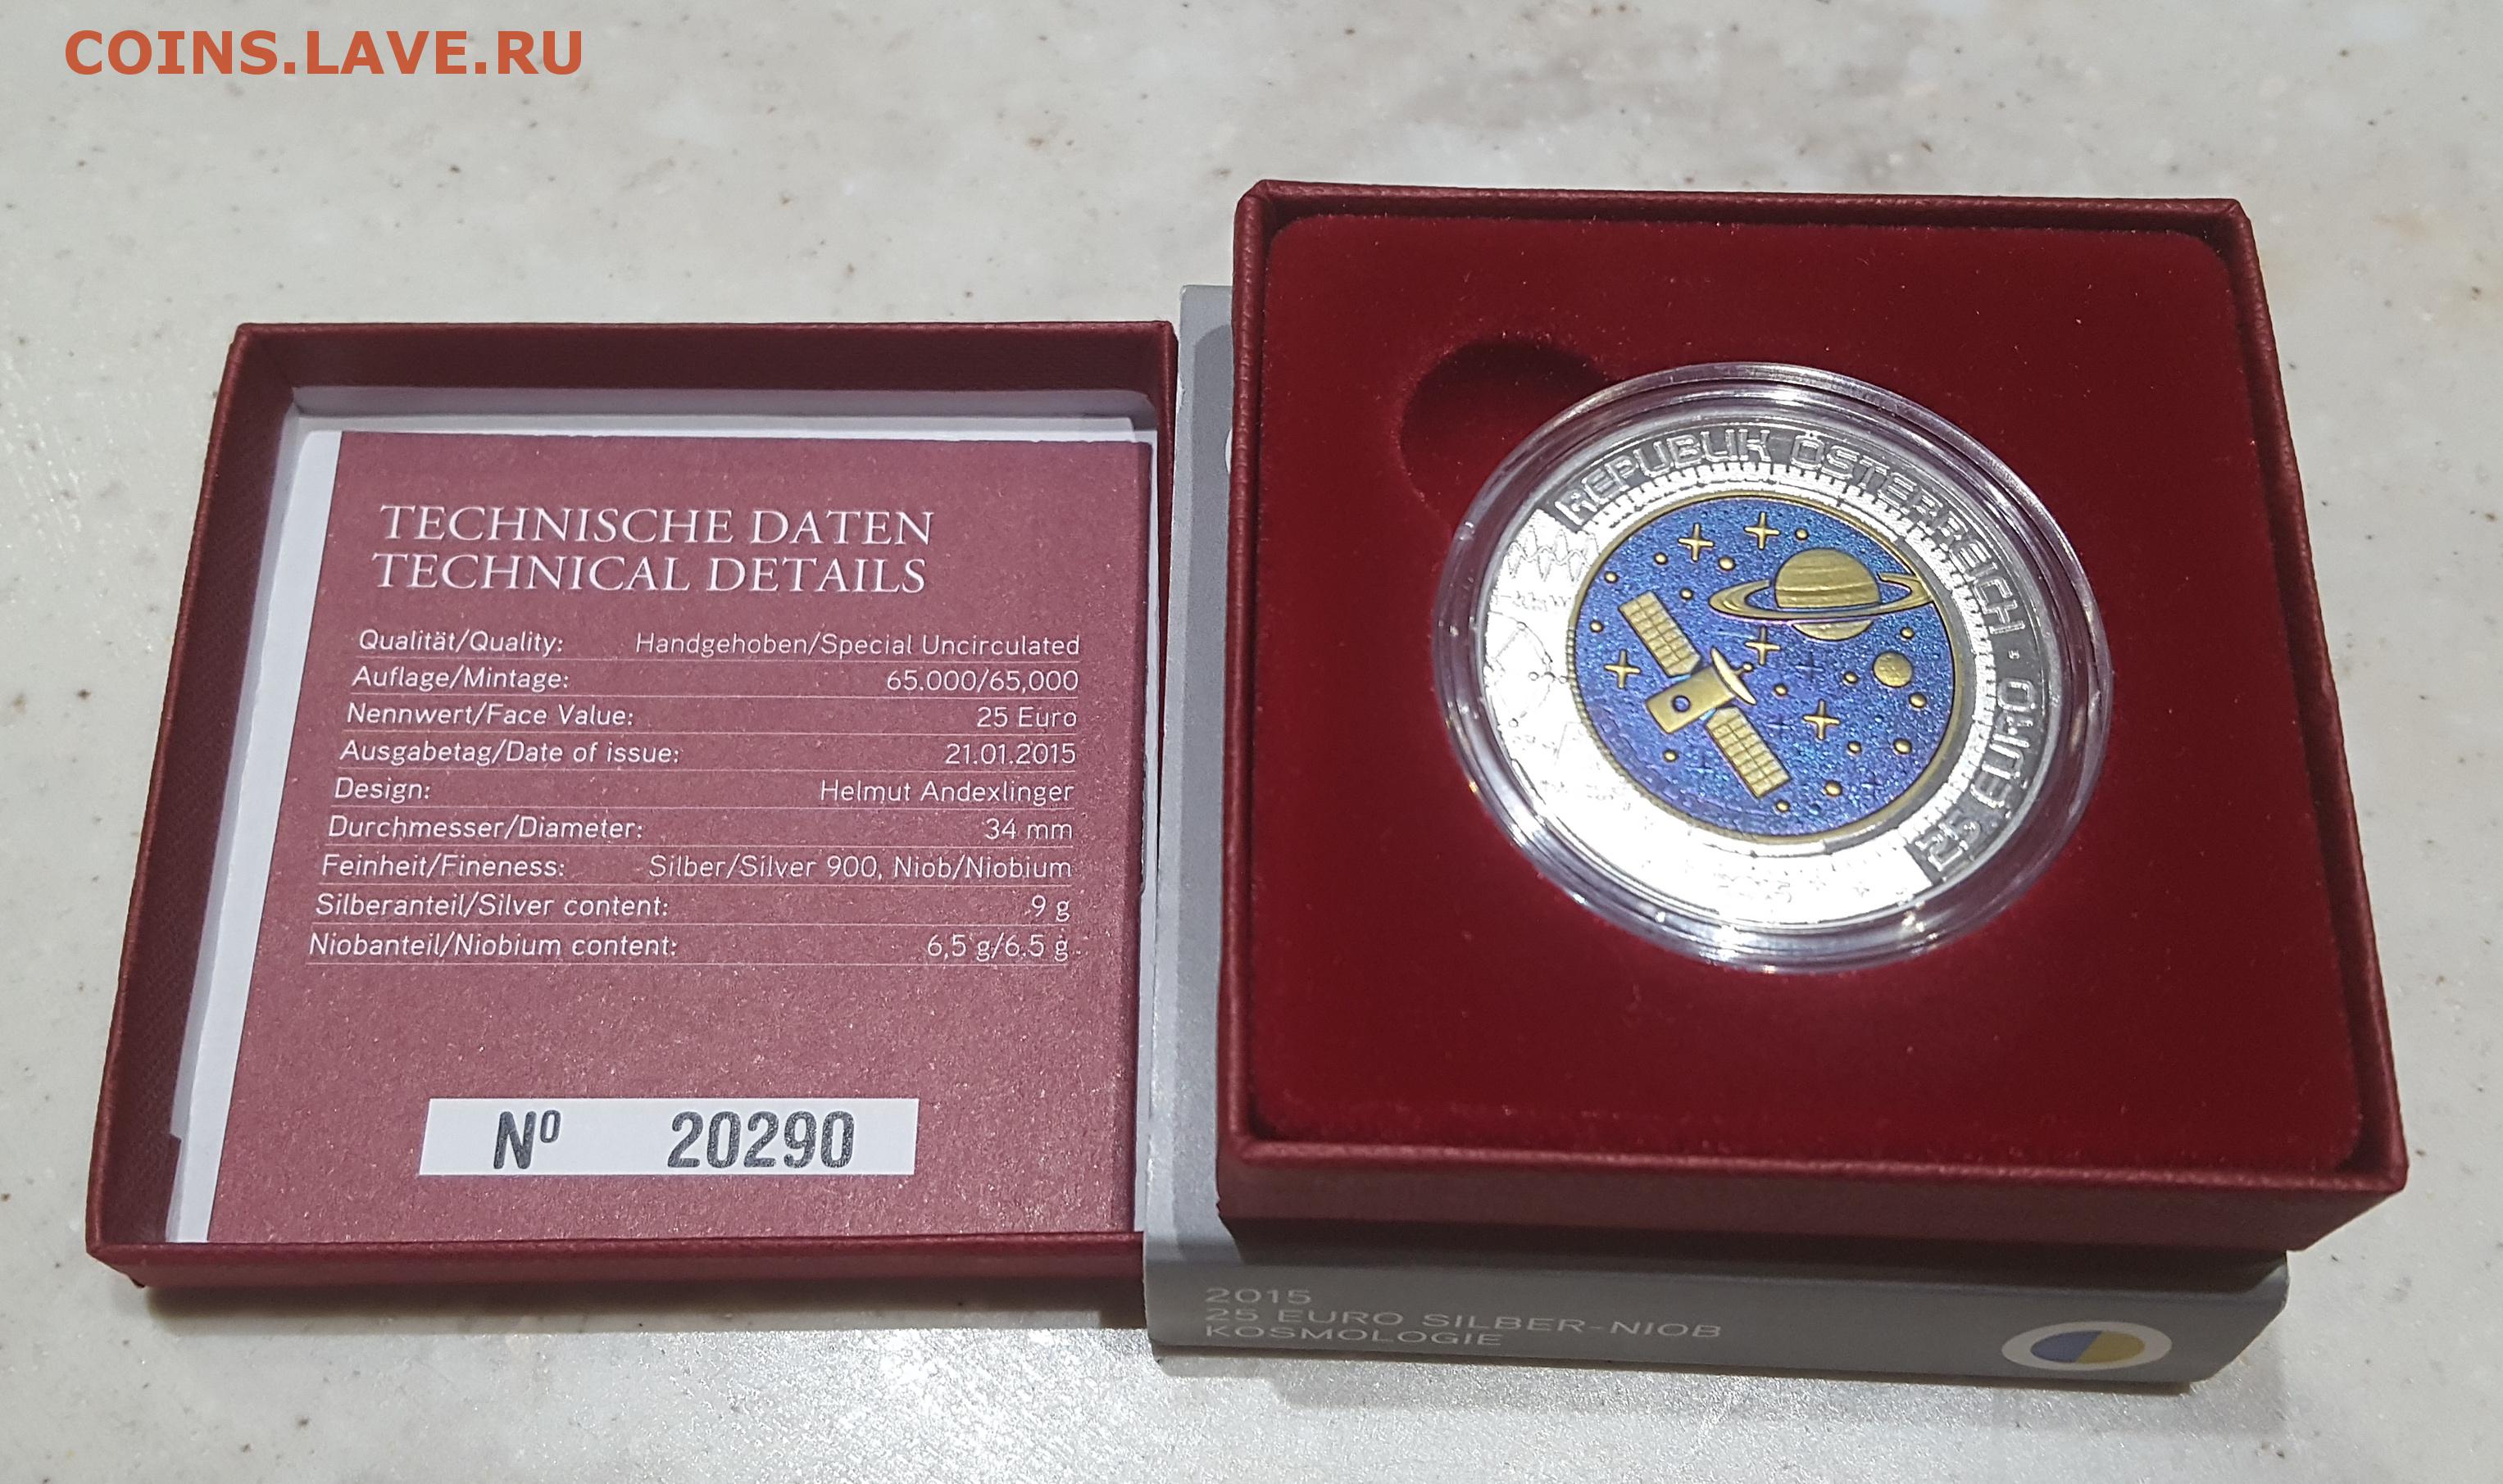 COINS.LAVE.RU
TECHNISCHE DATEN
TECHNICAL DETAILS
Qualität/Quality: Handgehoben/Special Uncirculated
Auflage/Mintage: 65.000/65,000
Nennwert/Face Value: 25 Euro
Ausgabetag/Date of issue: 21.01.2015
Design: Helmut Andexlinger
Durchmesser/Diameter: 34 mm
Feinheit/Fineness: Silber/Silver 900, Niob/Niobium
Silberanteil/Silver content: 9 g
Niobanteil/Niobium content: 6,5 g/6.5 g
Nº 20290
REPUBLIK ÖSTERREICH · 25 EURO
2015
25 EURO SILBER-NIOB
KOSMOLOGIE